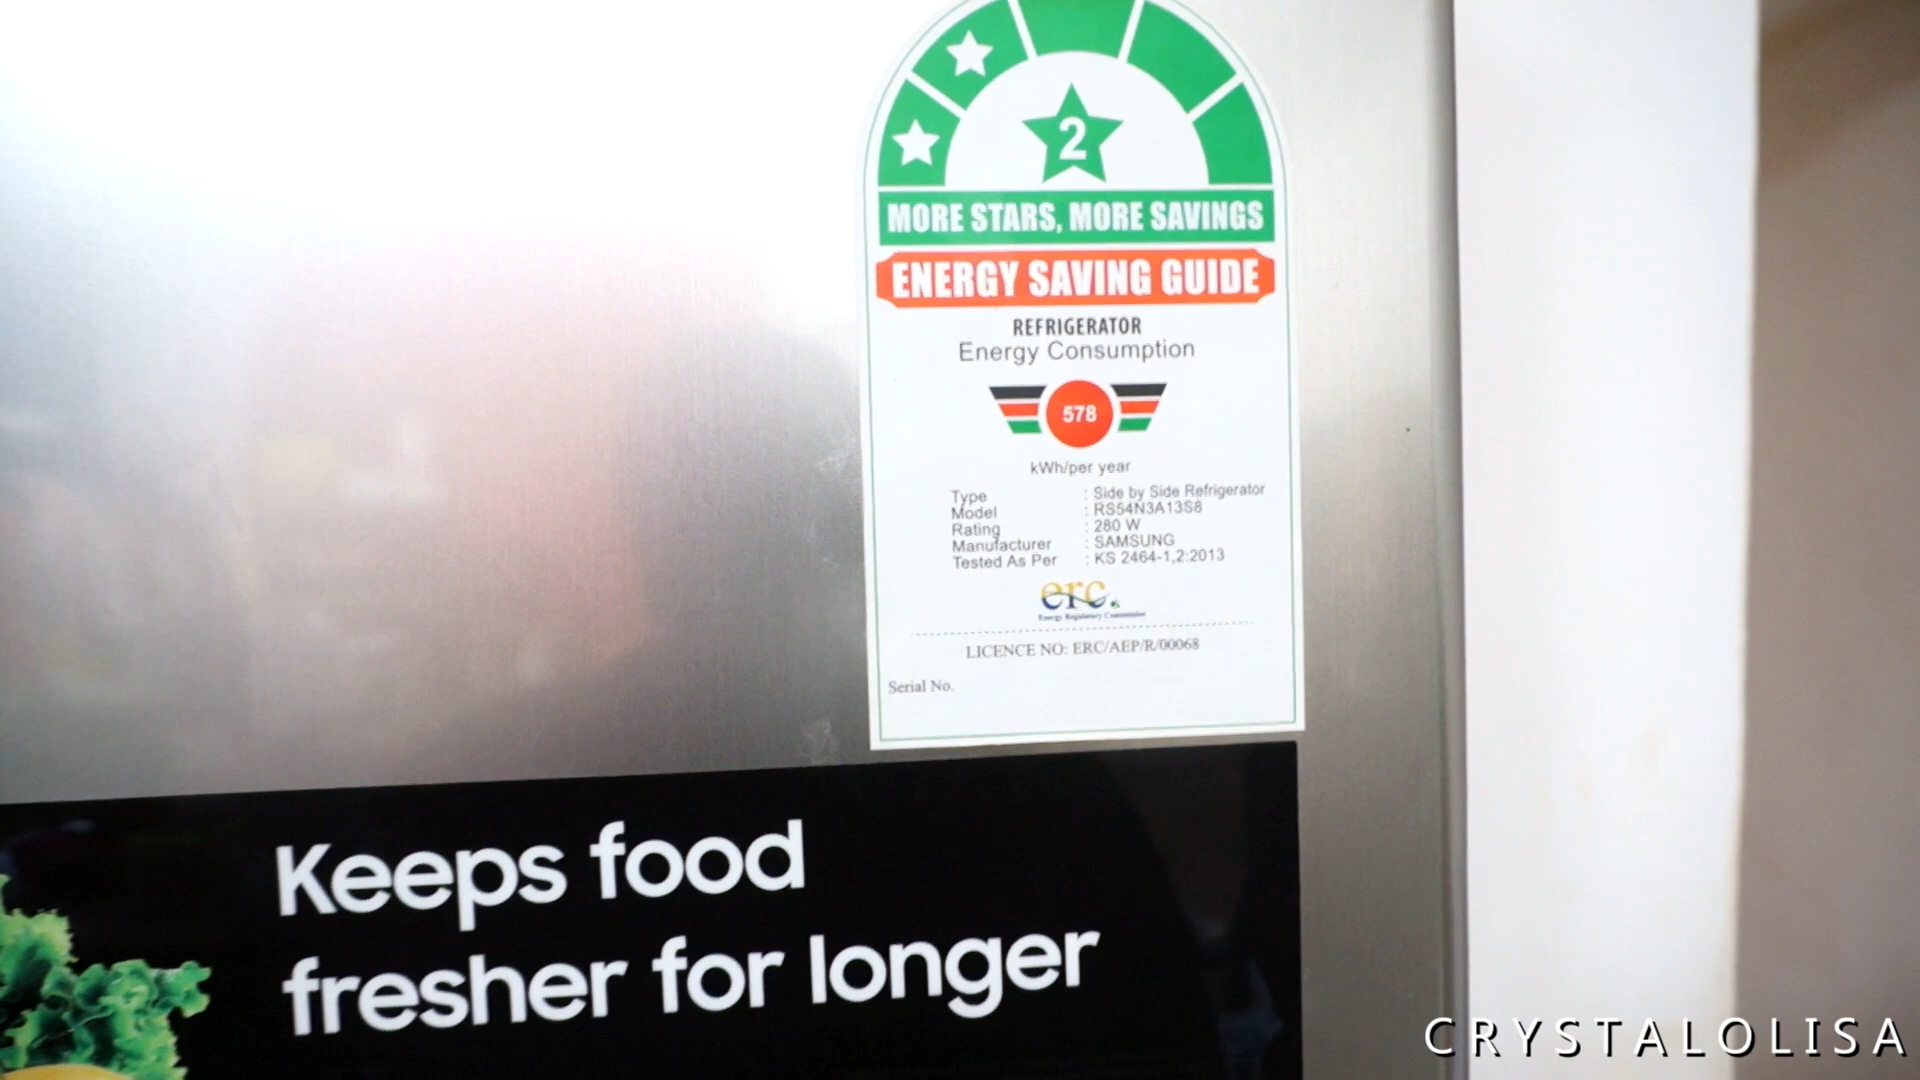 2
MORE STARS, MORE SAVINGS
ENERGY SAVING GUIDE
REFRIGERATOR
Energy Consumption
578
kWh/per year
Type : Side by Side Refrigerator
Model : RS54N3A13S8
Rating : 280 W
Manufacturer : SAMSUNG
Tested As Per : KS 2464-1,2:2013
erc
Energy Regulatory Commission
LICENCE NO: ERC/AEP/R/00068
Serial No.
Keeps food
fresher for longer
CRYSTALOLISA